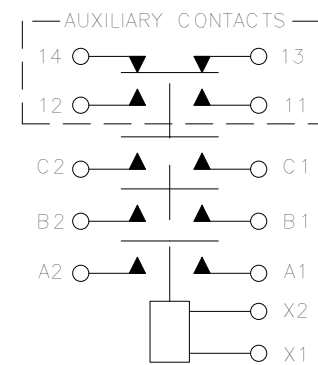 AUXILIARY CONTACTS
14 13
12 11
C2 C1
B2 B1
A2 A1
X2
X1